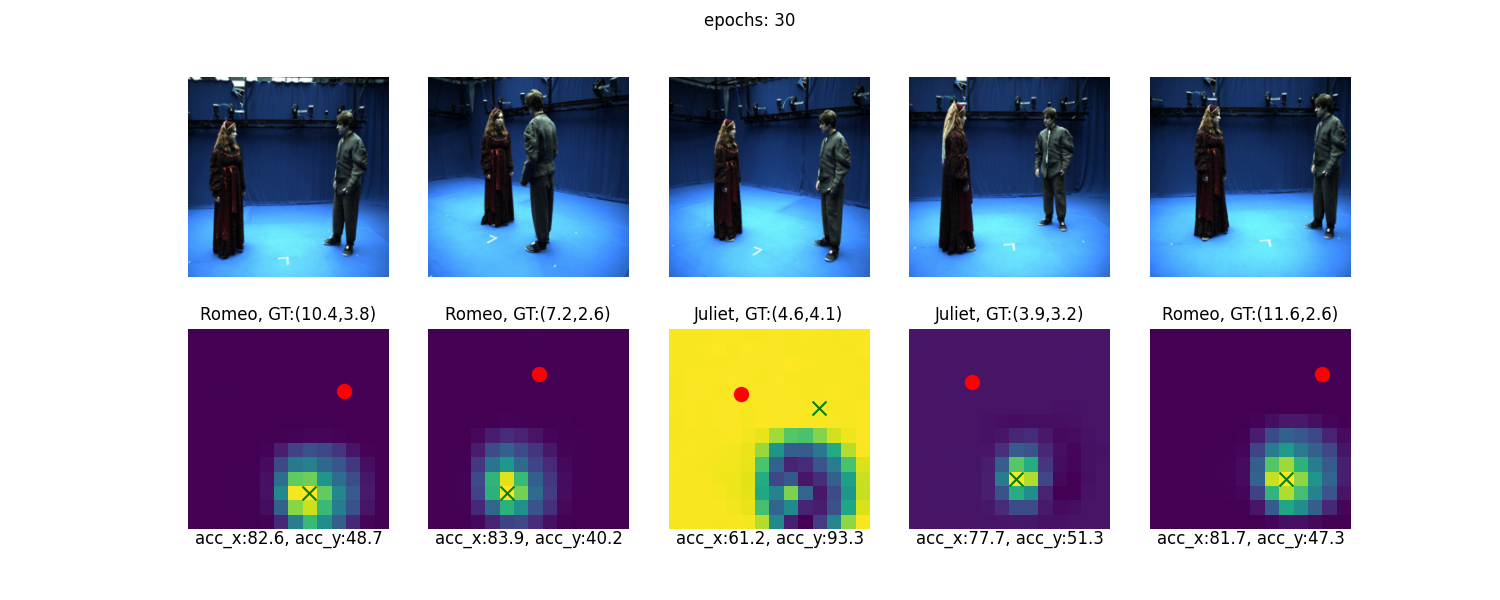 epochs: 30
Romeo, GT:(10.4,3.8)
Romeo, GT:(7.2,2.6)
Juliet, GT:(4.6,4.1)
Juliet, GT:(3.9,3.2)
Romeo, GT:(11.6,2.6)
acc_x:82.6, acc_y:48.7
acc_x:83.9, acc_y:40.2
acc_x:61.2, acc_y:93.3
acc_x:77.7, acc_y:51.3
acc_x:81.7, acc_y:47.3